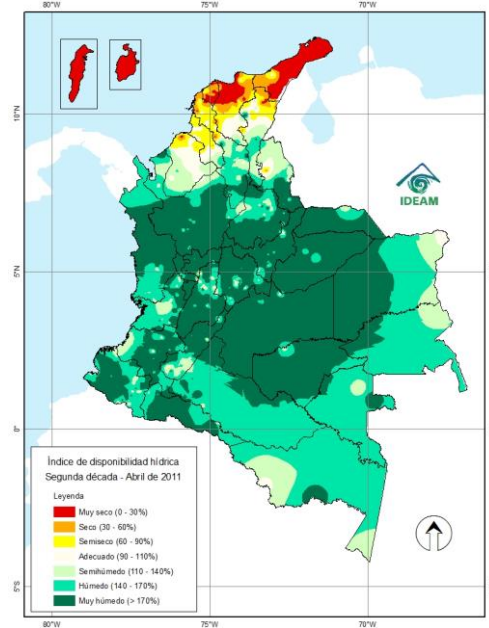 80°W
75°W
70°W
10°N
IDEAM
5°N
0°
Índice de disponibilidad hídrica
Segunda década - Abril de 2011
Leyenda
Muy seco (0 - 30%)
Seco (30 - 60%)
Semiseco (60 - 90%)
Adecuado (90 - 110%)
Semihúmedo (110 - 140%)
Húmedo (140 - 170%)
Muy húmedo (> 170%)
5°S
80°W
75°W
70°W